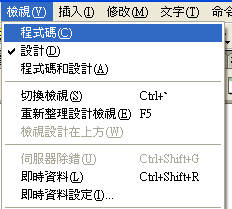 檢視(V) 插入(I) 修改(M) 文字(T) 命令
程式碼(C)
設計(D)
程式碼和設計(A)
切換檢視(S) Ctrl+`
重新整理設計檢視(E) F5
檢視設計在上方(W)
伺服器除錯(U) Ctrl+Shift+G
即時資料(L) Ctrl+Shift+R
即時資料設定(I)...